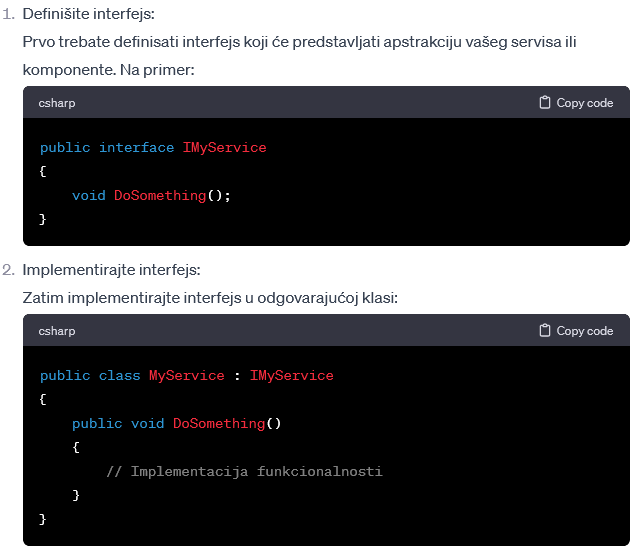 1. Definišite interfejs:
Prvo trebate definisati interfejs koji će predstavljati apstrakciju vašeg servisa ili
komponente. Na primer:
csharp
Copy code
public interface IMyService
{
    void DoSomething();
}
2. Implementirajte interfejs:
Zatim implementirajte interfejs u odgovarajućoj klasi:
csharp
Copy code
public class MyService : IMyService
{
    public void DoSomething()
    {
        // Implementacija funkcionalnosti
    }
}